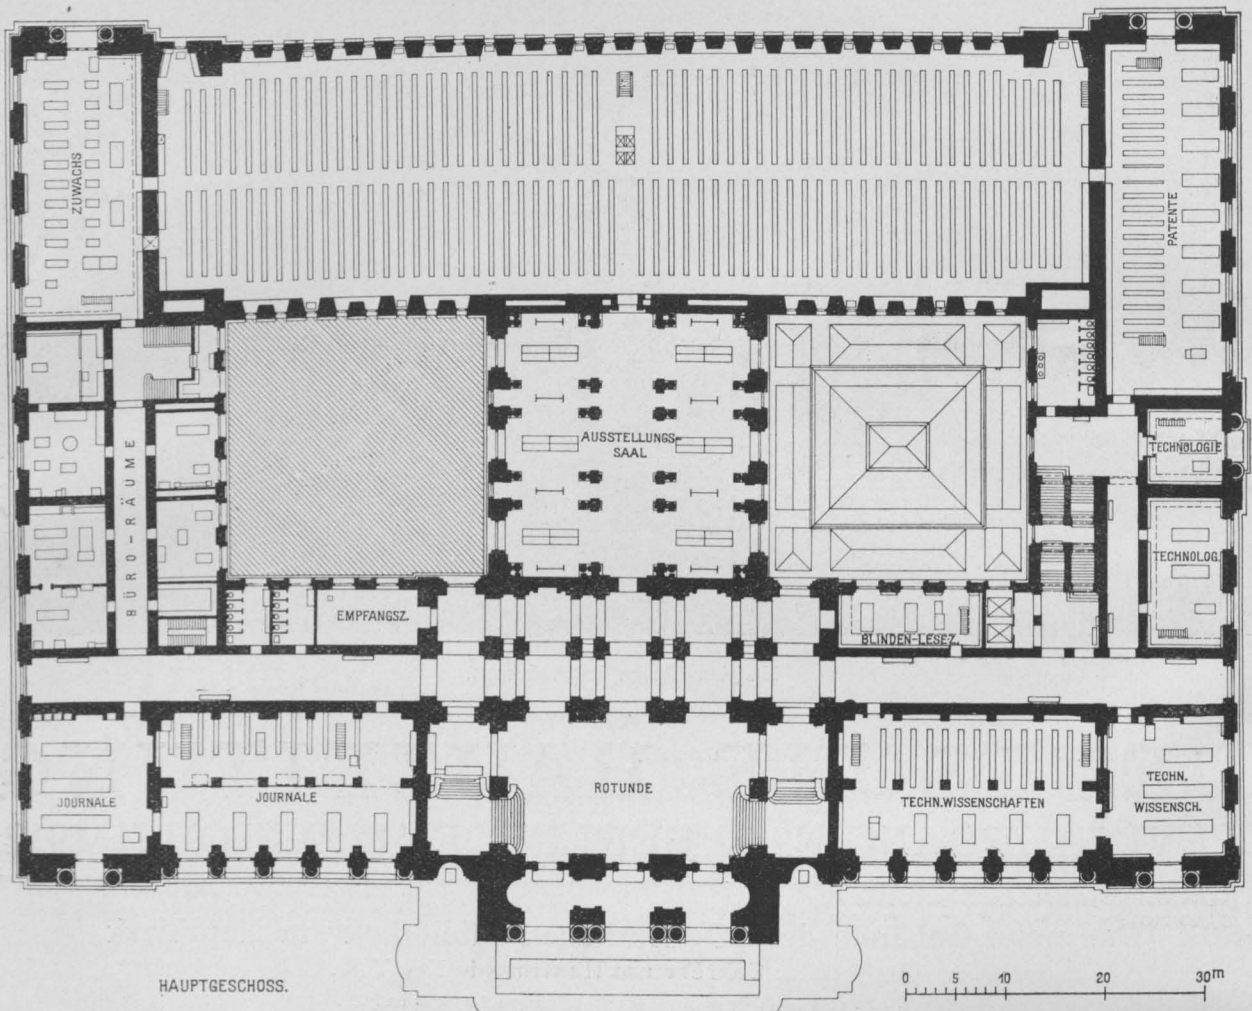 ZUWACHS
PATENTE
AUSSTELLUNGS-
SAAL
TECHNOLOGIE
BÜRO-RÄUME
TECHNOLOG.
EMPFANGSZ.
BLINDEN-LESEZ.
JOURNALE
JOURNALE
ROTUNDE
TECHN.WISSENSCHAFTEN
TECHN.
WISSENSCH.
HAUPTGESCHOSS.
0 5 10 20 30m